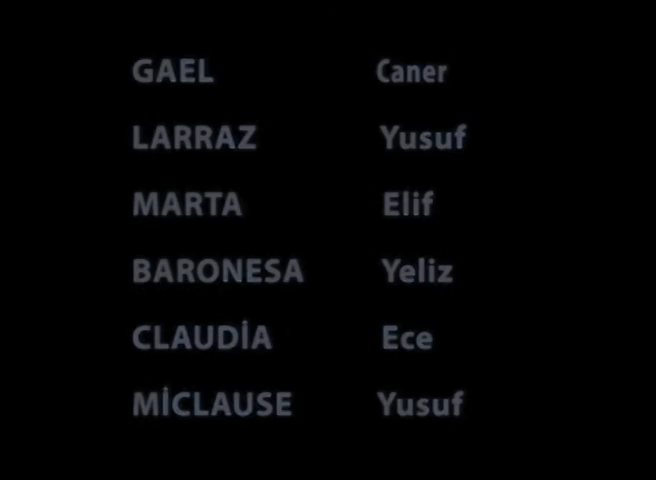 GAEL Caner
LARRAZ Yusuf
MARTA Elif
BARONESA Yeliz
CLAUDİA Ece
MİCLAUSE Yusuf